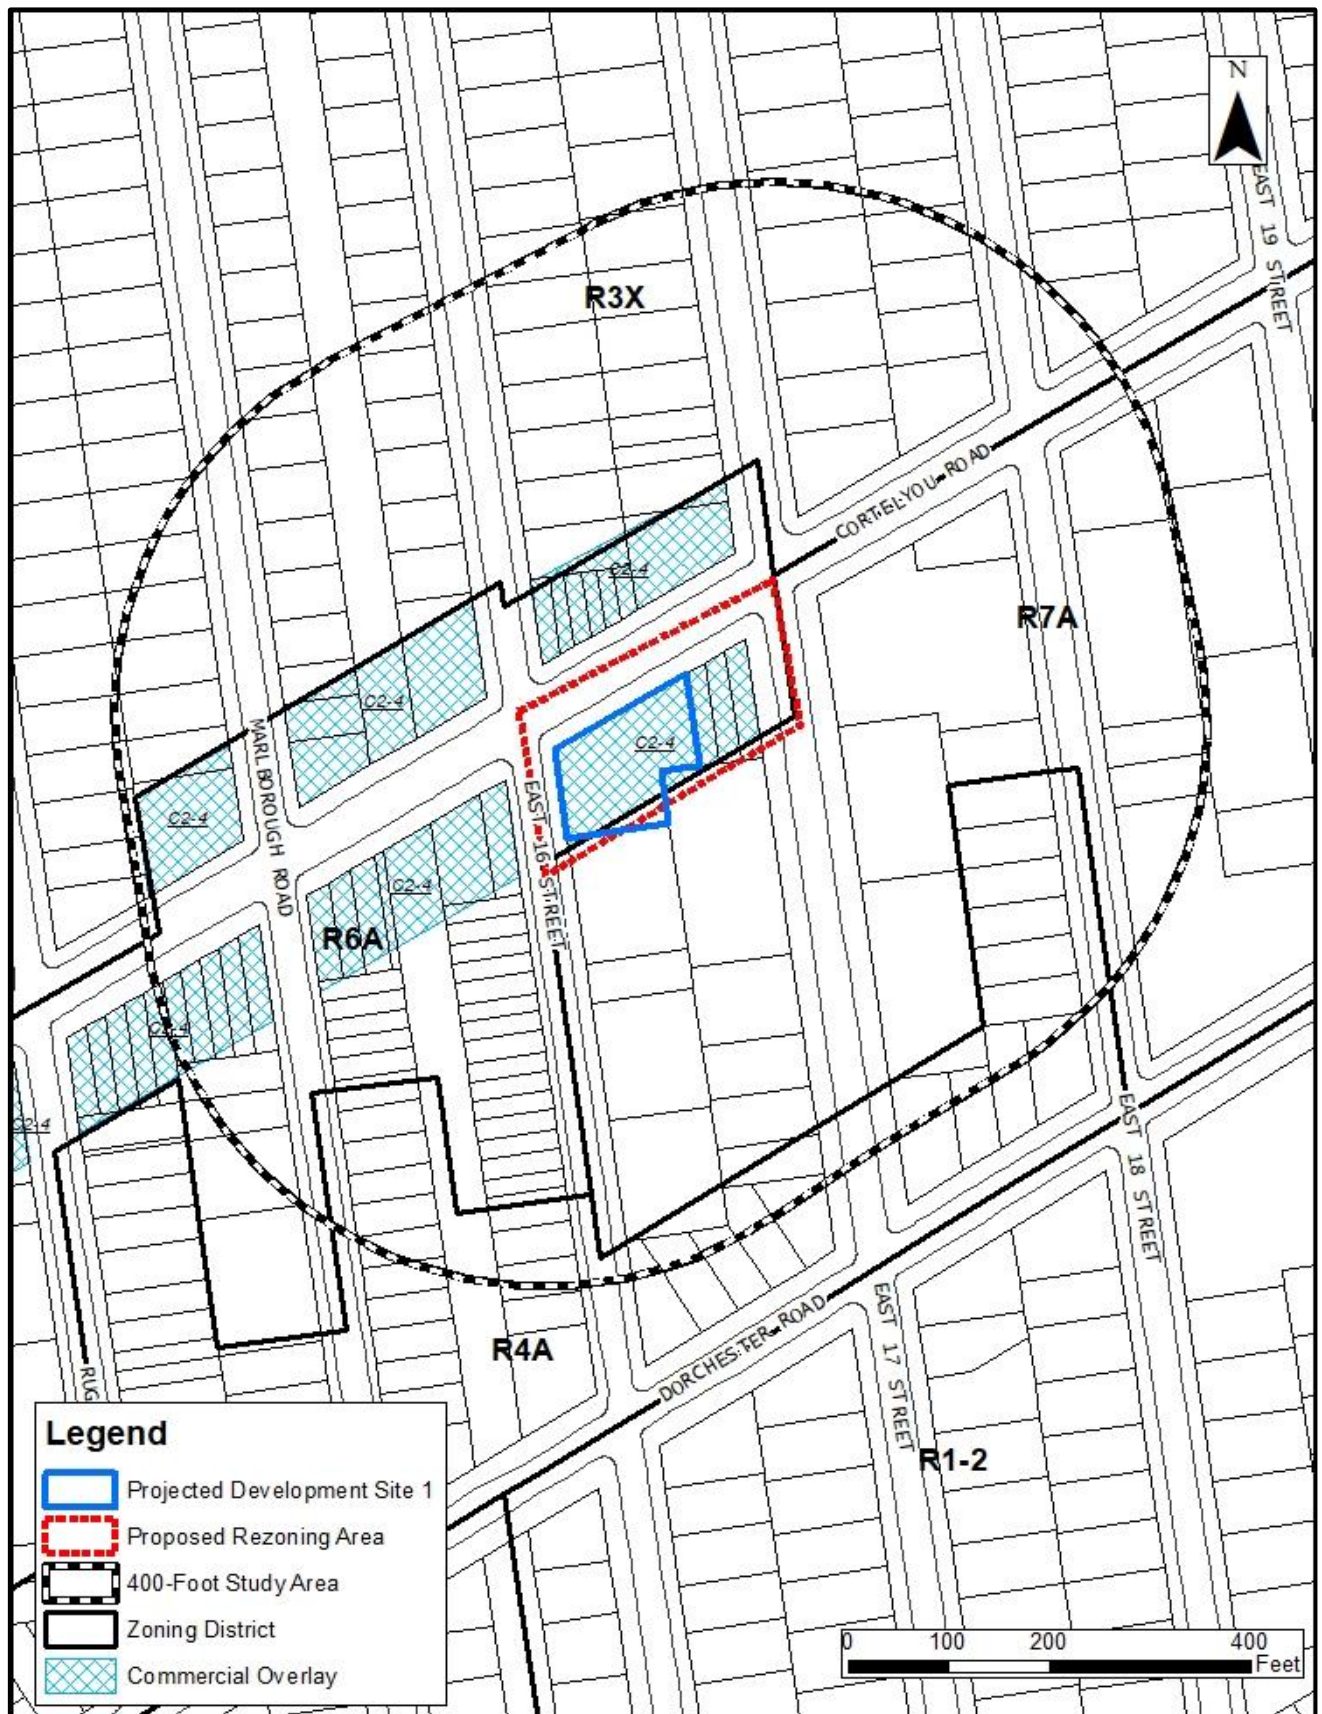 N
EAST 19 STREET
R3X
CORTELYOU ROAD
C2-4
R7A
C2-4
MARLBOROUGH ROAD
C2-4
EAST 16 STREET
C2-4
C2-4
R6A
C2-4
C2-4
EAST 18 STREET
R4A
DORCHESTER ROAD
EAST 17 STREET
RUG
R1-2
Legend
Projected Development Site 1
Proposed Rezoning Area
400-Foot Study Area
Zoning District
Commercial Overlay
0 100 200 400
Feet